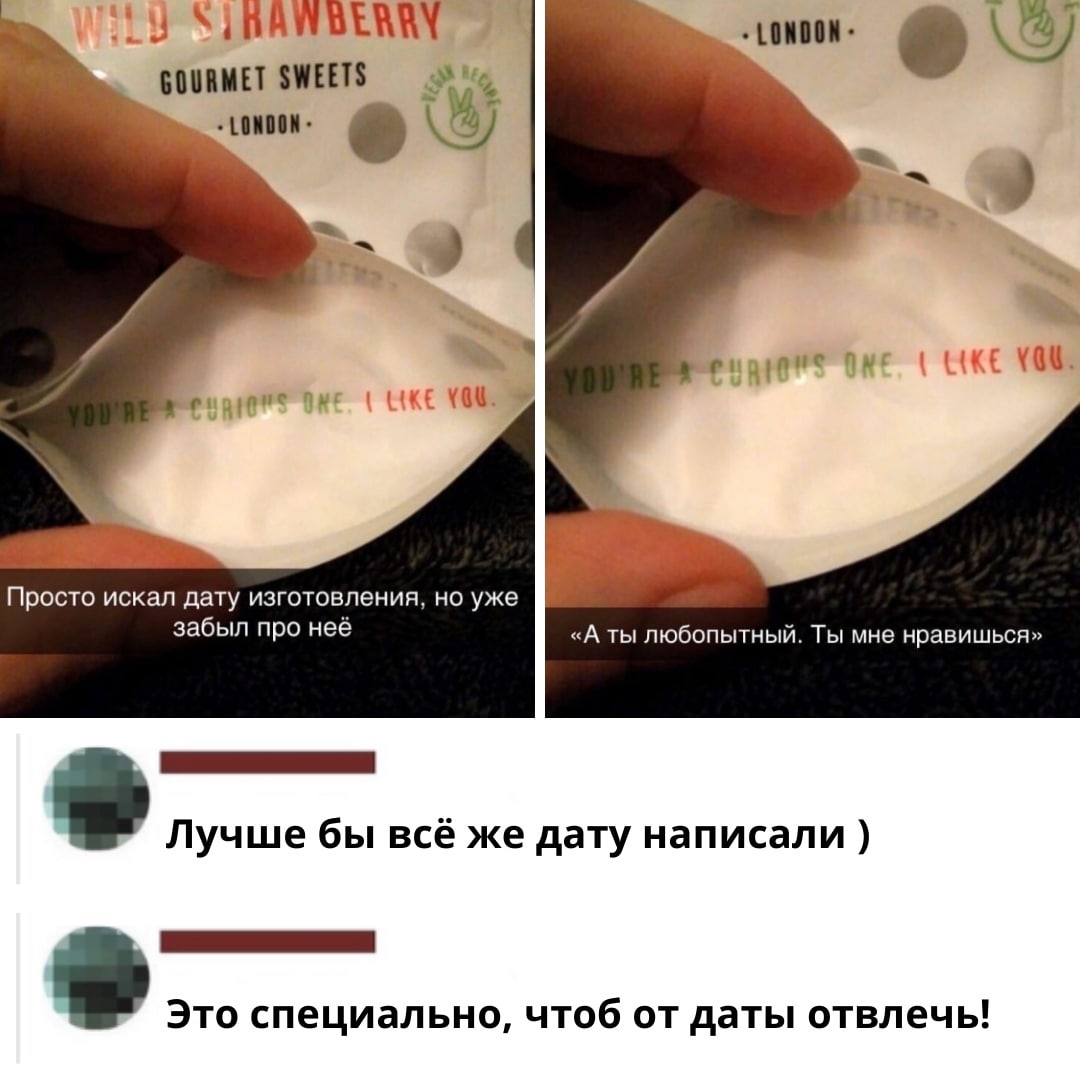 WILD STRAWBERRY
GOURMET SWEETS
· LONDON ·
VEGAN RECIPE
YOU'RE A CURIOUS ONE, I LIKE YOU.
Просто искал дату изготовления, но уже
забыл про неё
· LONDON ·
YOU'RE A CURIOUS ONE, I LIKE YOU.
«А ты любопытный. Ты мне нравишься»
Лучше бы всё же дату написали )
Это специально, чтоб от даты отвлечь!